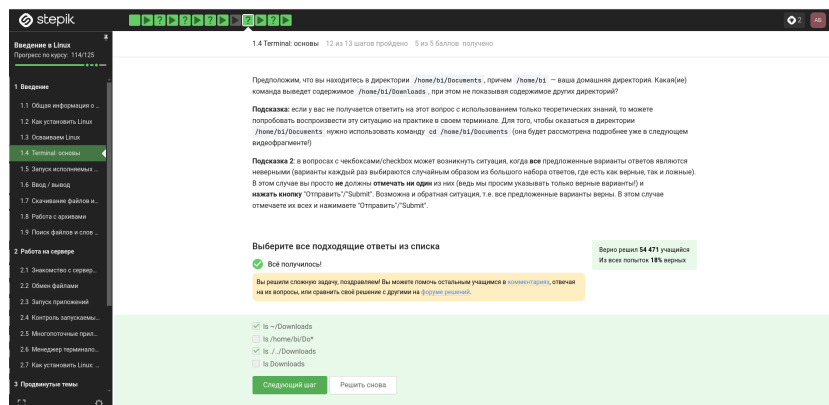 stepik
2
AS
Введение в Linux
Прогресс по курсу: 114/125
1.4 Terminal: основы 12 из 13 шагов пройдено 5 из 5 баллов получено
1 Введение
1.1 Общая информация о ...
1.2 Как установить Linux
1.3 Осваиваем Linux
1.4 Terminal: основы
1.5 Запуск исполняемых ...
1.6 Ввод / вывод
1.7 Скачивание файлов и...
1.8 Работа с архивами
1.9 Поиск файлов и слов ...
2 Работа на сервере
2.1 Знакомство с сервер...
2.2 Обмен файлами
2.3 Запуск приложений
2.4 Контроль запускаемы...
2.5 Многопоточные прил...
2.6 Менеджер терминало...
2.7 Как установить Linux: ...
3 Продвинутые темы
Предположим, что вы находитесь в директории /home/bi/Documents, причем /home/bi — ваша домашняя директория. Какая(ие)
команда выведет содержимое /home/bi/Downloads, при этом не показывая содержимое других директорий?
Подсказка: если у вас не получается ответить на этот вопрос с использованием только теоретических знаний, то можете
попробовать воспроизвести эту ситуацию на практике в своем терминале. Для того, чтобы оказаться в директории
/home/bi/Documents нужно использовать команду cd /home/bi/Documents (она будет рассмотрена подробнее уже в следующем
видеофрагменте!)
Подсказка 2: в вопросах с чекбоксами/checkbox может возникнуть ситуация, когда все предложенные варианты ответов являются
неверными (варианты каждый раз выбираются случайным образом из большого набора ответов, где есть как верные, так и ложные).
В этом случае вы просто не должны отмечать ни один из них (ведь мы просим указывать только верные варианты!) и
нажать кнопку "Отправить"/"Submit". Возможна и обратная ситуация, т.е. все предложенные варианты верны. В этом случае
отмечаете их всех и нажимаете "Отправить"/"Submit".
Выберите все подходящие ответы из списка
Верно решил 54 471 учащийся
Из всех попыток 18% верных
Всё получилось!
Вы решили сложную задачу, поздравляем! Вы можете помочь остальным учащимся в комментариях, отвечая
на их вопросы, или сравнить своё решение с другими на форуме решений.
ls ~/Downloads
ls /home/bi/Do*
ls ./../Downloads
ls Downloads
Следующий шаг
Решить снова